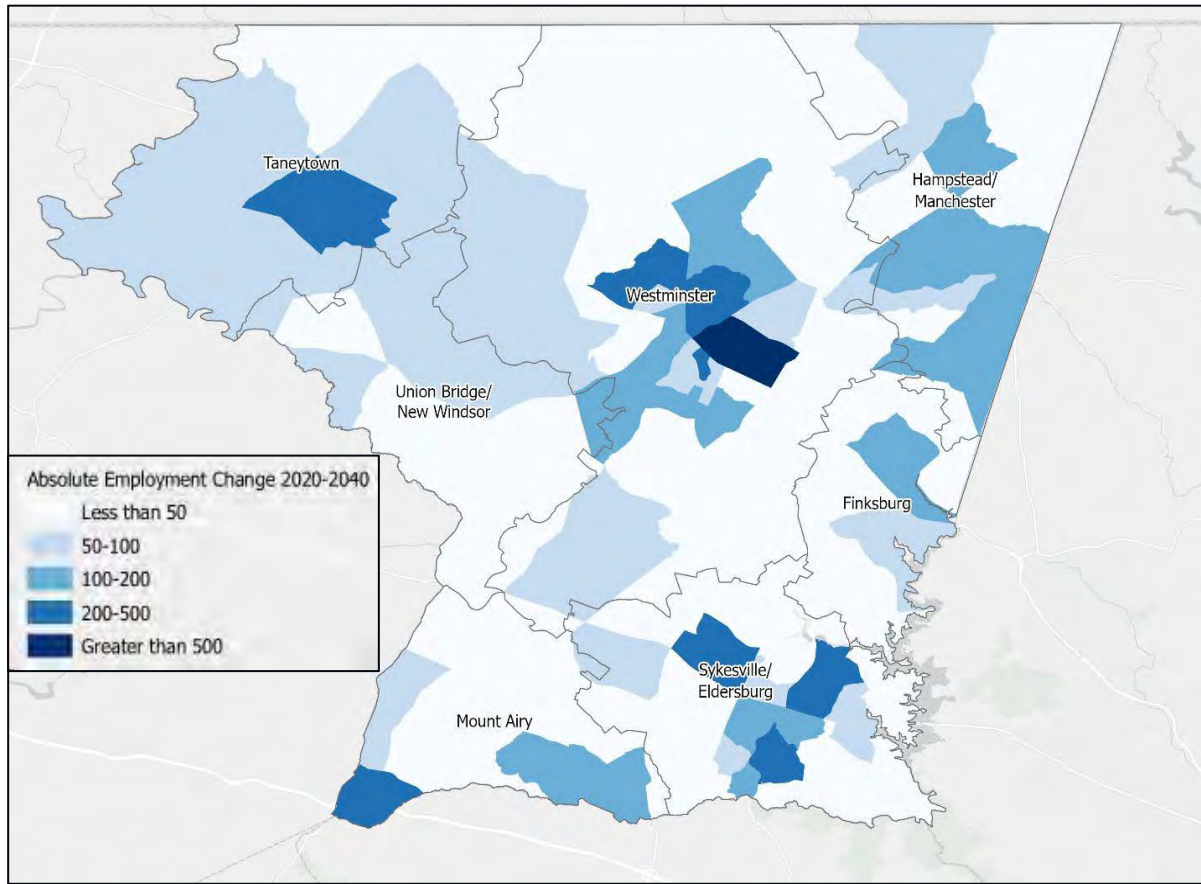 Taneytown
Hampstead/
Manchester
Westminster
Union Bridge/
New Windsor
Absolute Employment Change 2020-2040
Less than 50
50-100
100-200
200-500
Greater than 500
Finksburg
Sykesville/
Eldersburg
Mount Airy